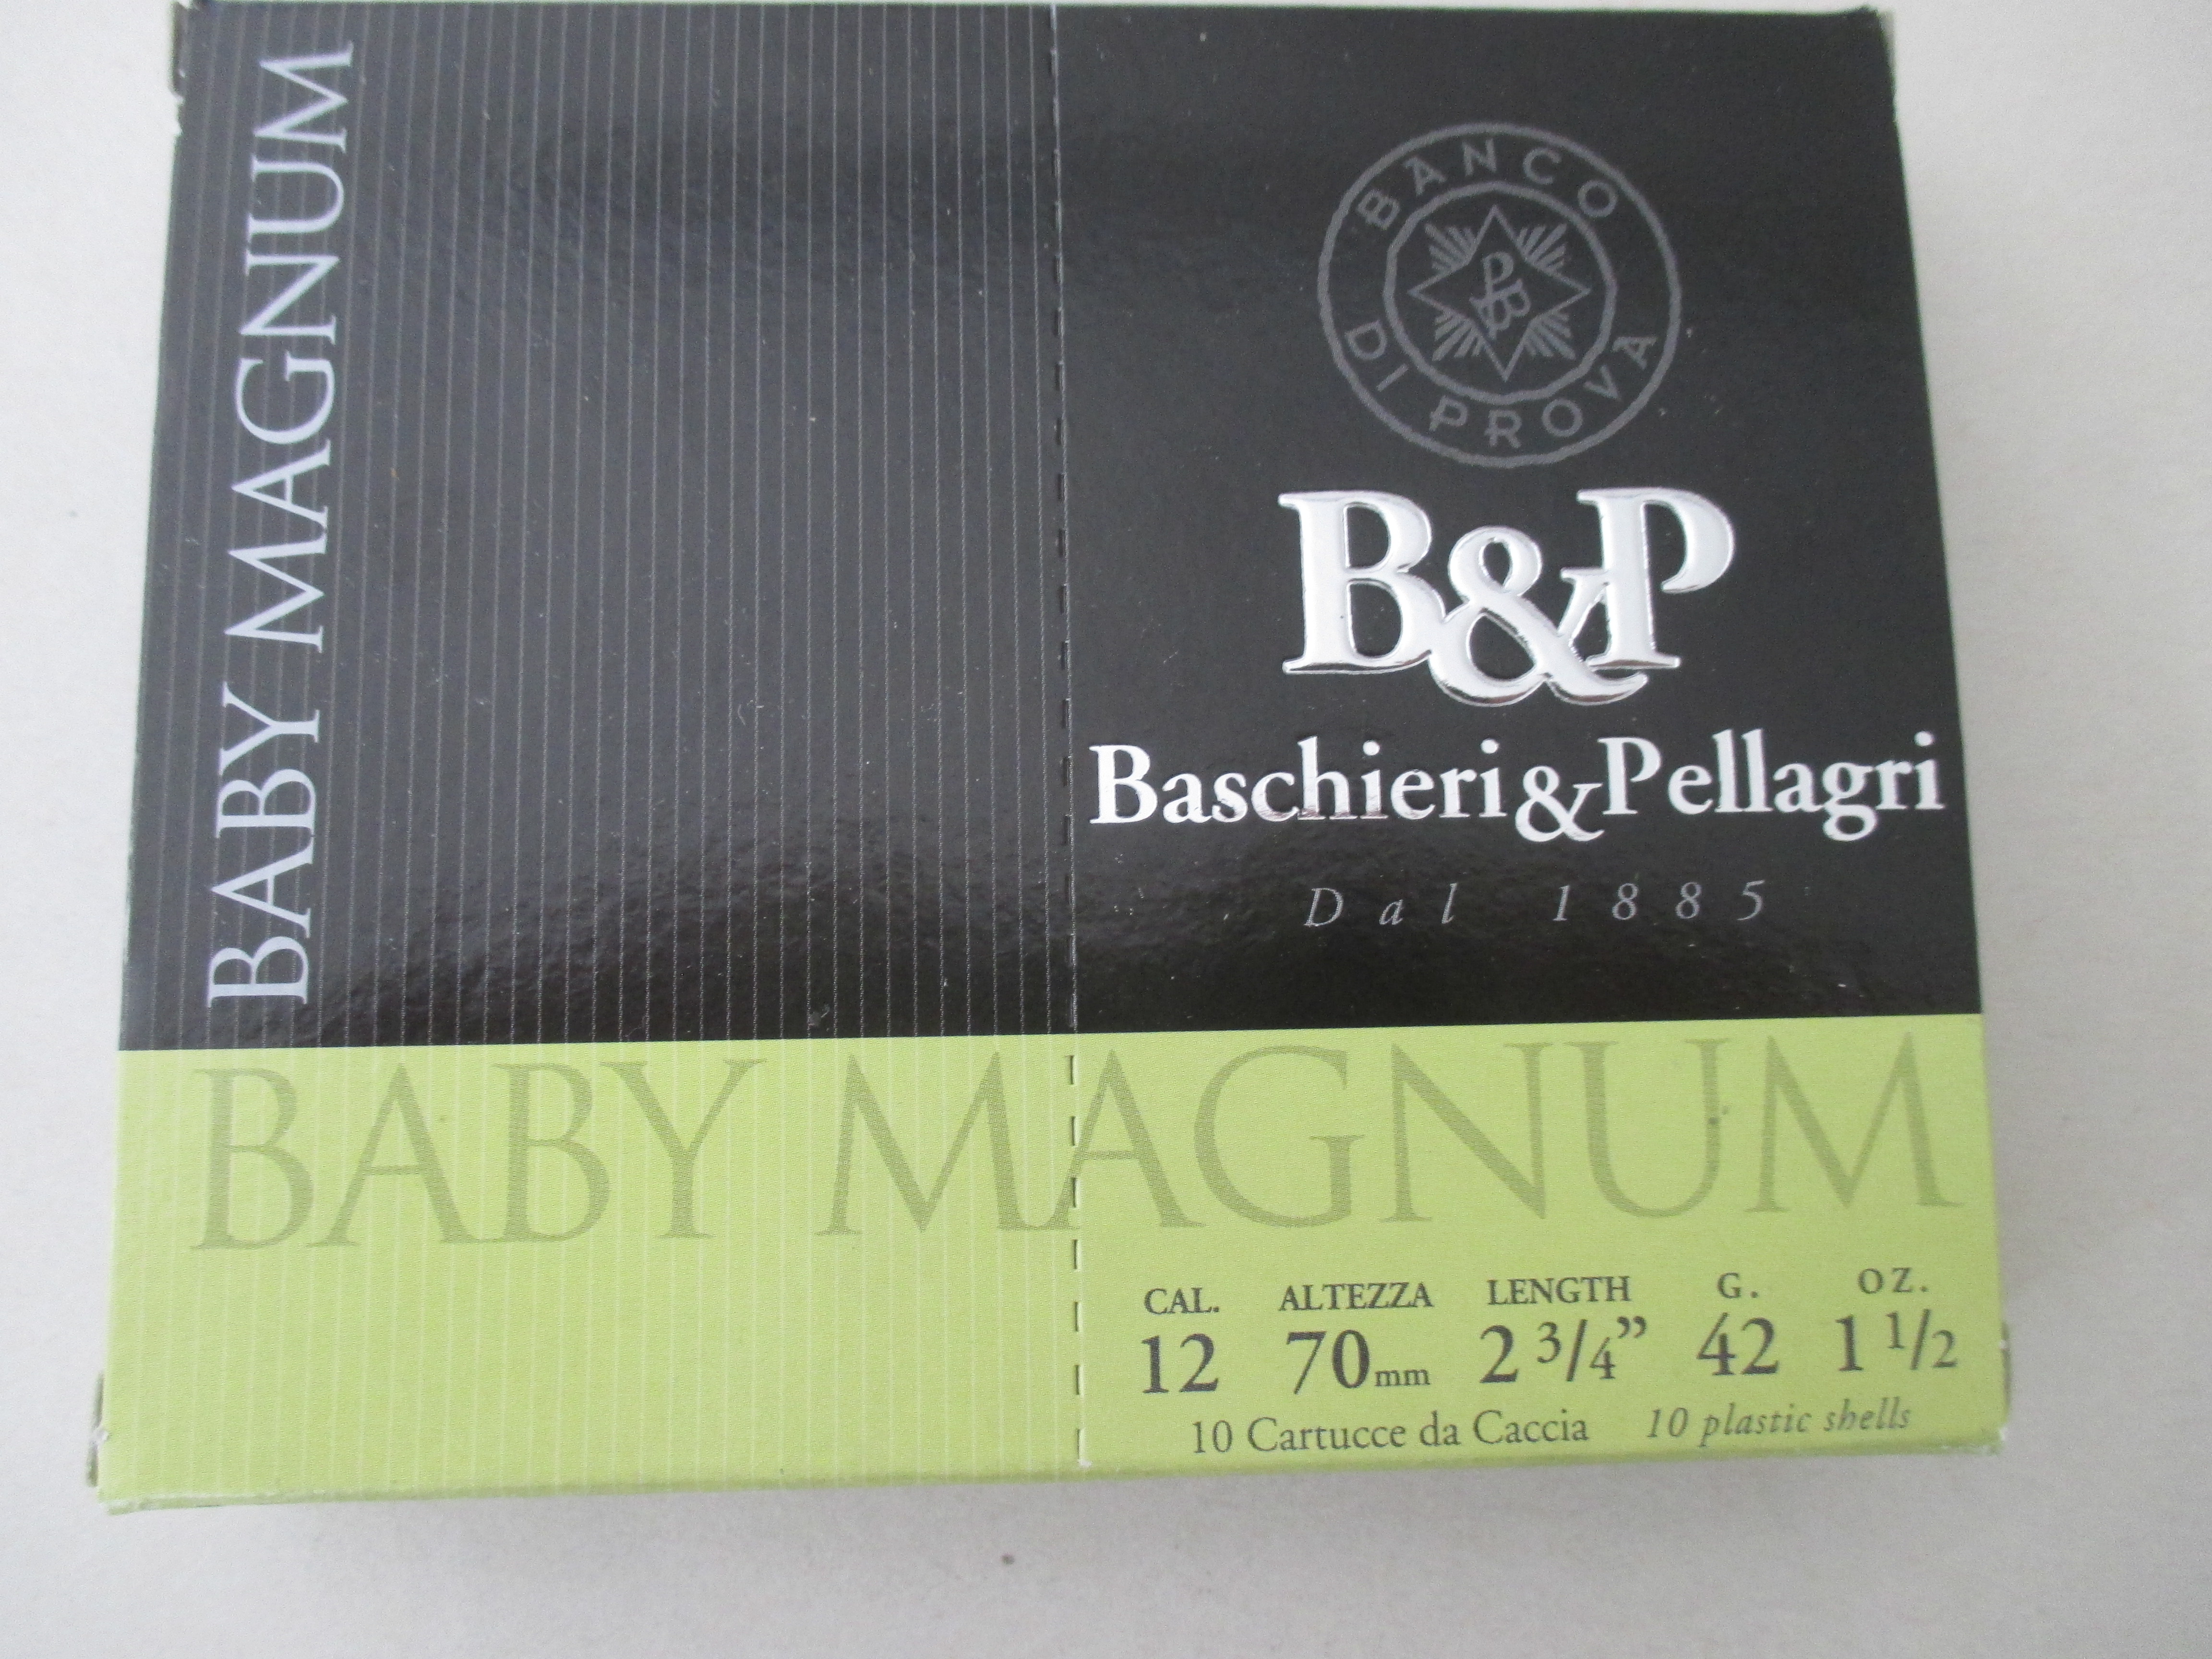 BABY MAGNUM
BANCO DI PROVA
PB
B&P
Baschieri&Pellagri
Dal 1885
BABY MAGNUM
CAL. ALTEZZA LENGTH G. OZ.
12 70mm 2 3/4” 42 1 1/2
10 Cartucce da Caccia 10 plastic shells